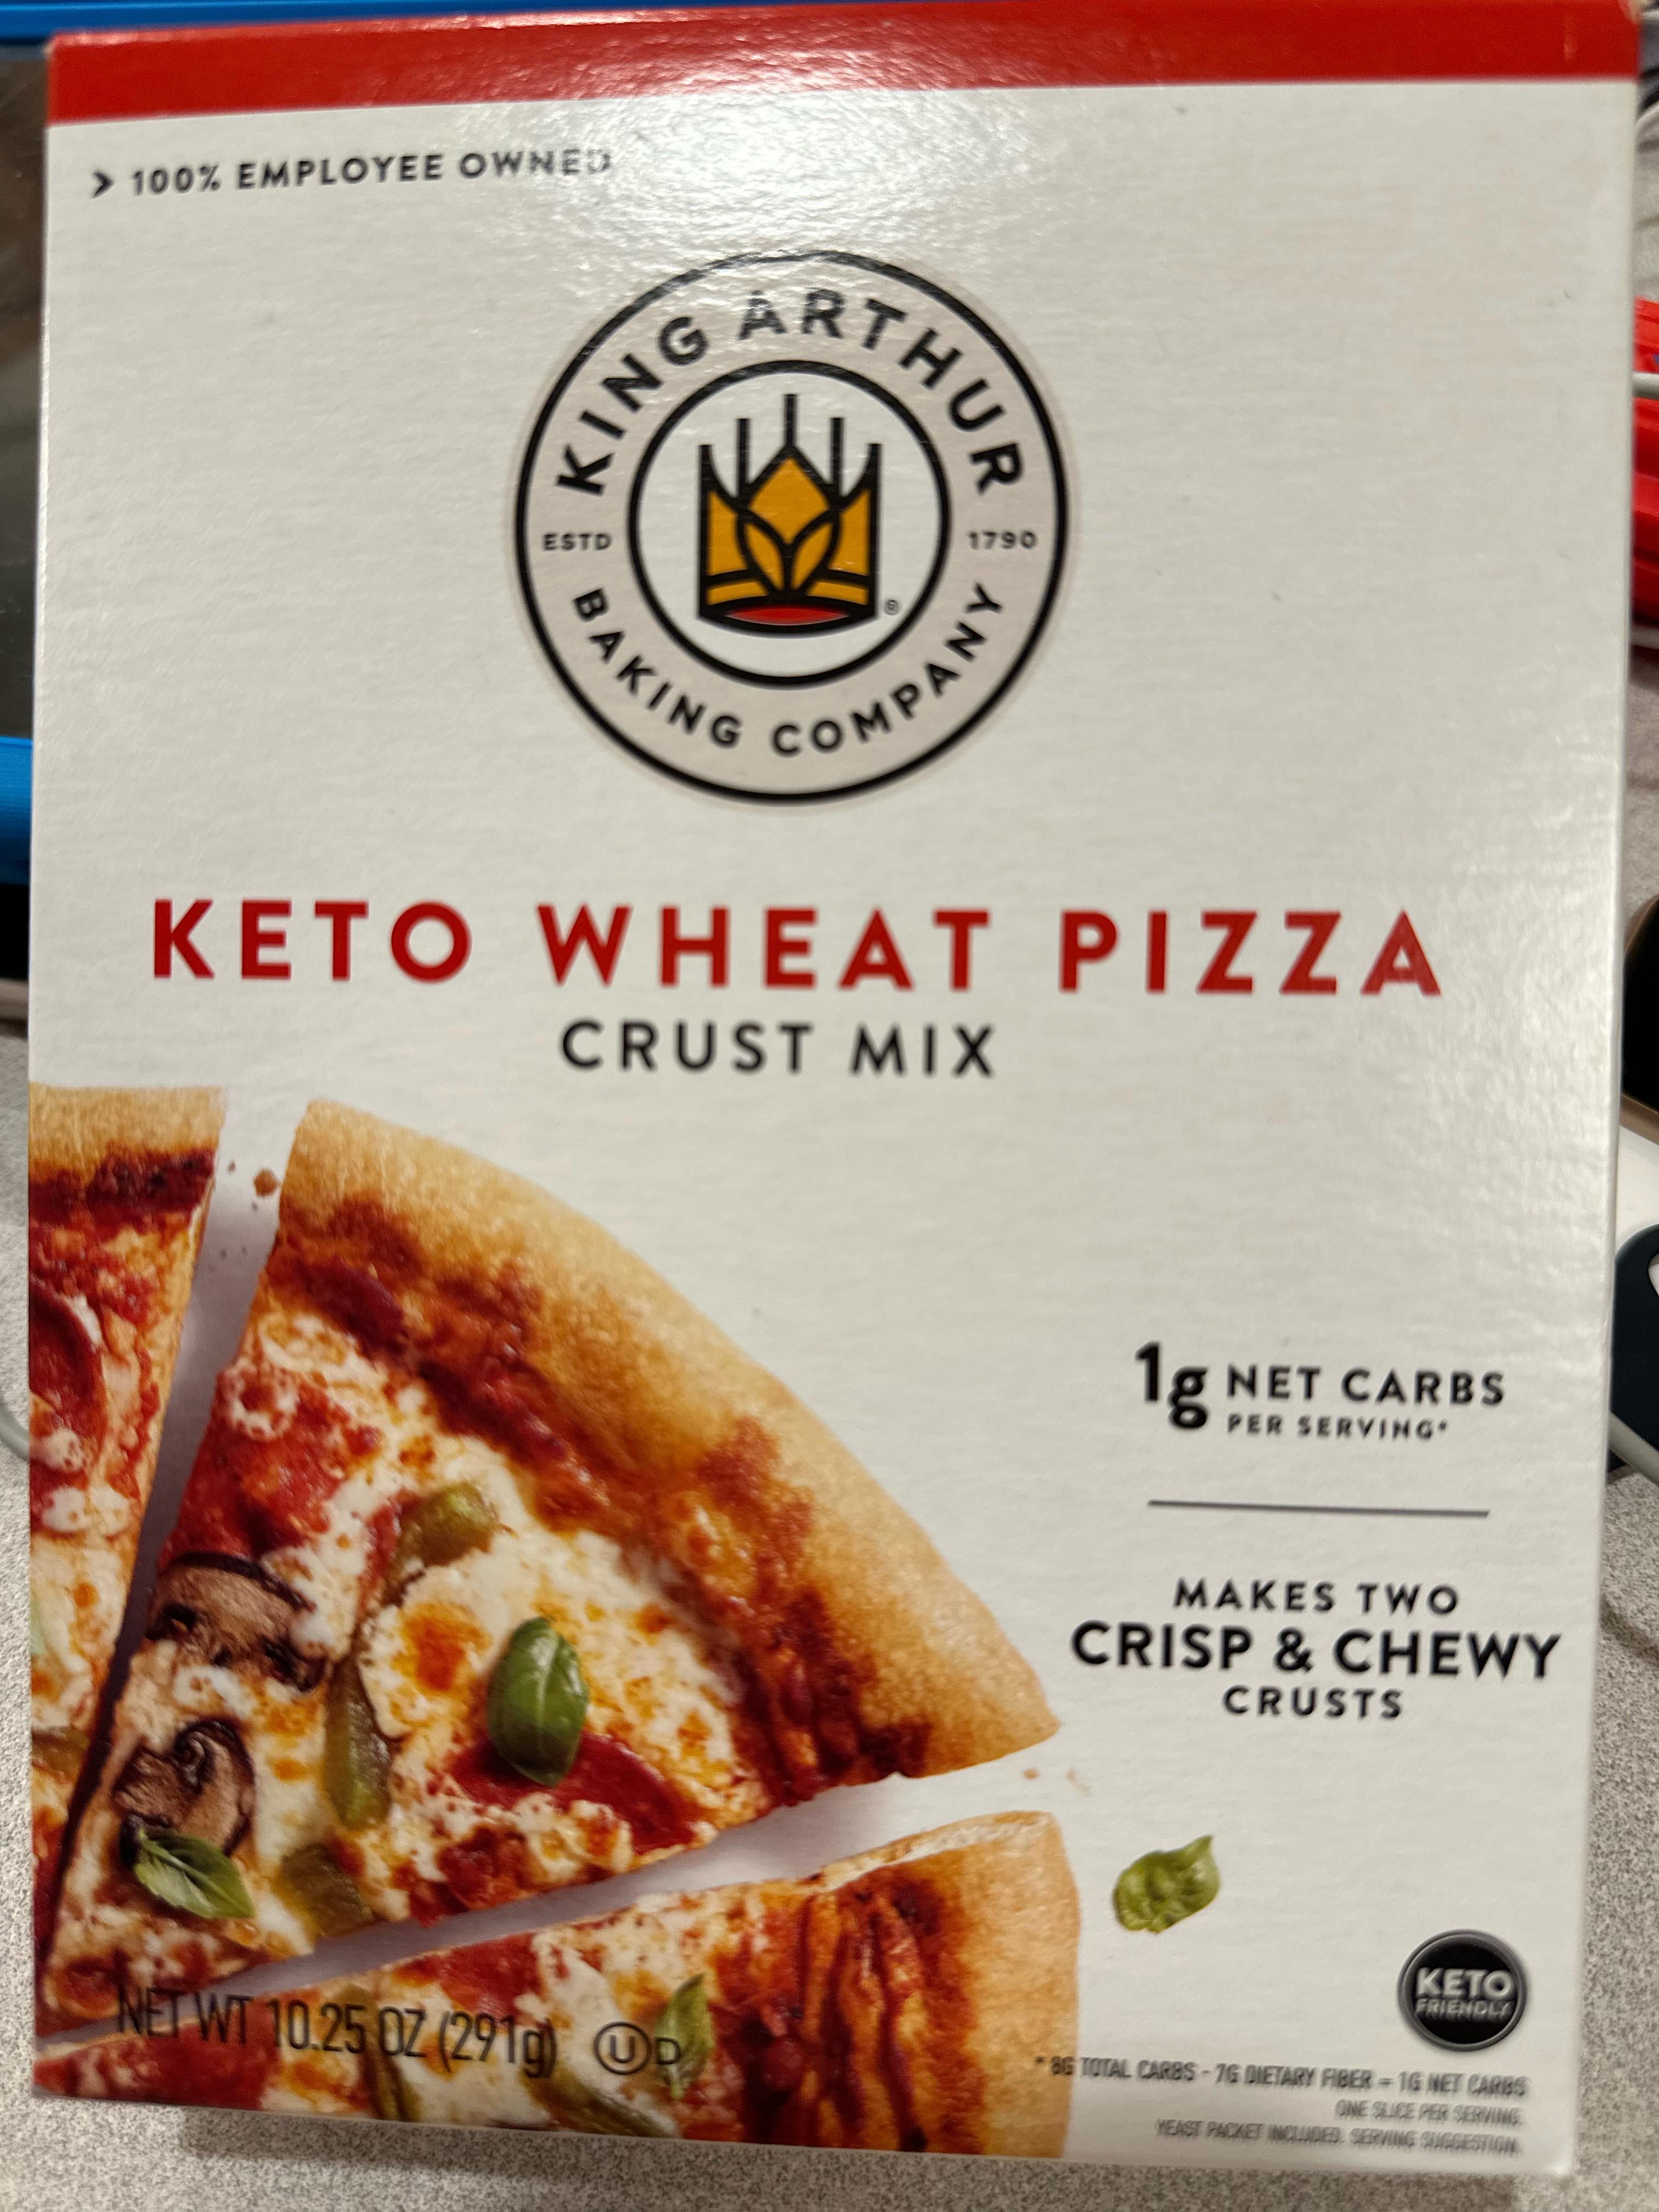 > 100% EMPLOYEE OWNED
KING ARTHUR
ESTD 1790
BAKING COMPANY
®
KETO WHEAT PIZZA
CRUST MIX
1g NET CARBS
PER SERVING*
MAKES TWO
CRISP & CHEWY
CRUSTS
KETO
FRIENDLY
NET WT 10.25 OZ (291g) U D
* 8G TOTAL CARBS - 7G DIETARY FIBER = 1G NET CARBS
ONE SLICE PER SERVING.
YEAST PACKET INCLUDED. SERVING SUGGESTION.